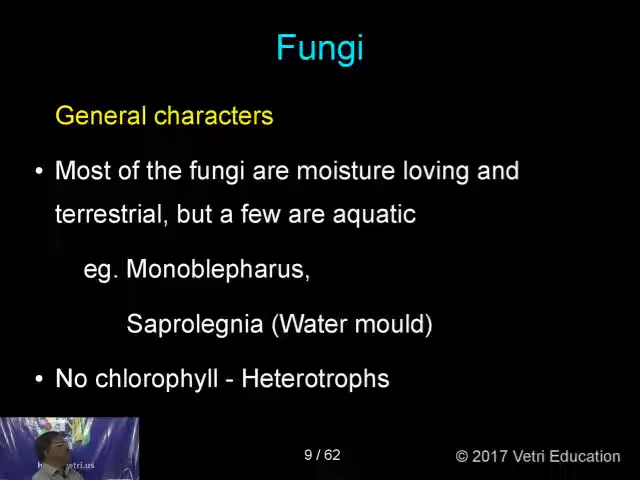 Fungi
General characters
• Most of the fungi are moisture loving and
terrestrial, but a few are aquatic
eg. Monoblepharus,
Saprolegnia (Water mould)
• No chlorophyll - Heterotrophs
9 / 62
© 2017 Vetri Education